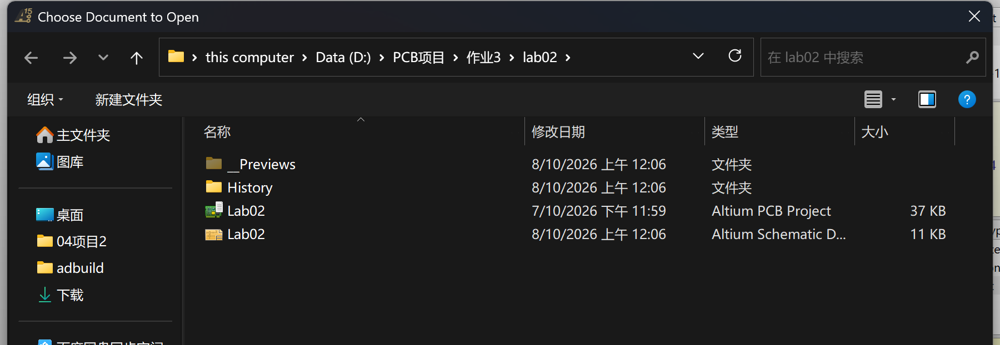 Choose Document to Open
this computer Data (D:) PCB项目 作业3 lab02
在 lab02 中搜索
组织 新建文件夹
名称 修改日期 类型 大小
主文件夹
图库
桌面
04项目2
adbuild
下载
__Previews 8/10/2026 上午 12:06 文件夹
History 8/10/2026 上午 12:06 文件夹
Lab02 7/10/2026 下午 11:59 Altium PCB Project 37 KB
Lab02 8/10/2026 上午 12:06 Altium Schematic D... 11 KB